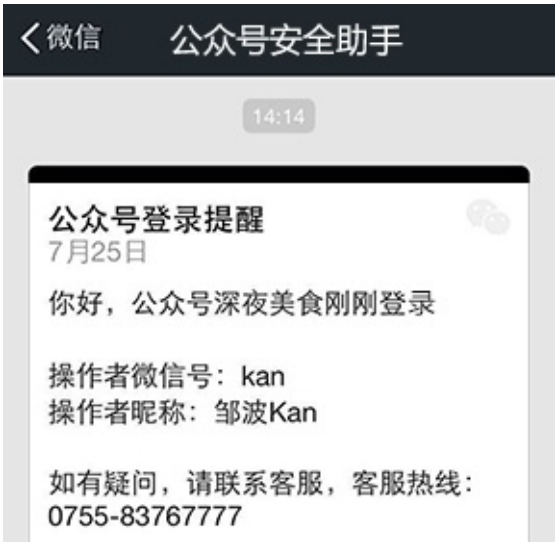 微信 公众号安全助手
14:14
公众号登录提醒
7月25日
你好，公众号深夜美食刚刚登录
操作者微信号：kan
操作者昵称：邹波Kan
如有疑问，请联系客服，客服热线：
0755-83767777